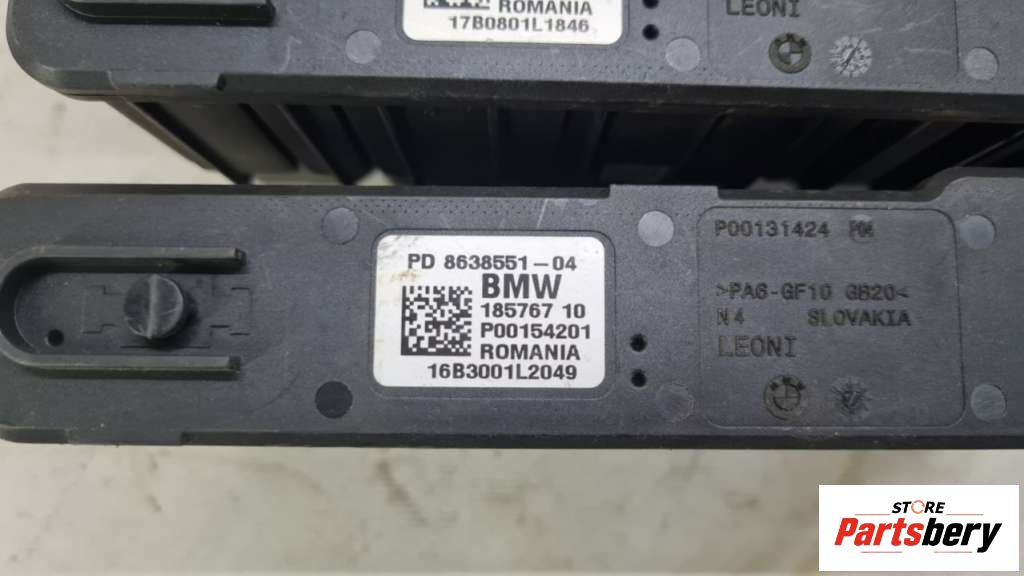 ROMANIA
17B0801L1846
LEONI
PD 8638551-04
BMW
185767 10
P00154201
ROMANIA
16B3001L2049
P00131424 MM
>PA6-GF10 GB20<
N4 SLOVAKIA
LEONI
STORE
Partsbery